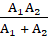 A₁A₂
A₁ + A₂